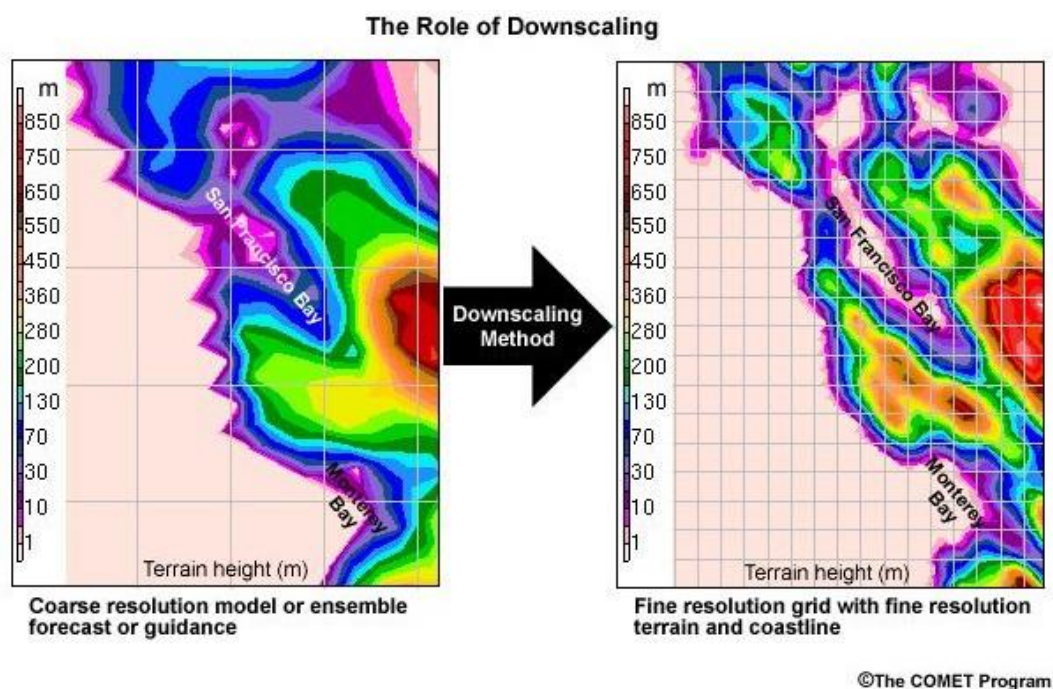 The Role of Downscaling
m
850
750
650
550
450
360
280
200
130
70
30
10
1
San Francisco Bay
Monterey
Bay
Terrain height (m)
Coarse resolution model or ensemble
forecast or guidance
Downscaling
Method
m
850
750
650
550
450
360
280
200
130
70
30
10
1
San Francisco Bay
Monterey
Bay
Terrain height (m)
Fine resolution grid with fine resolution
terrain and coastline
©The COMET Program